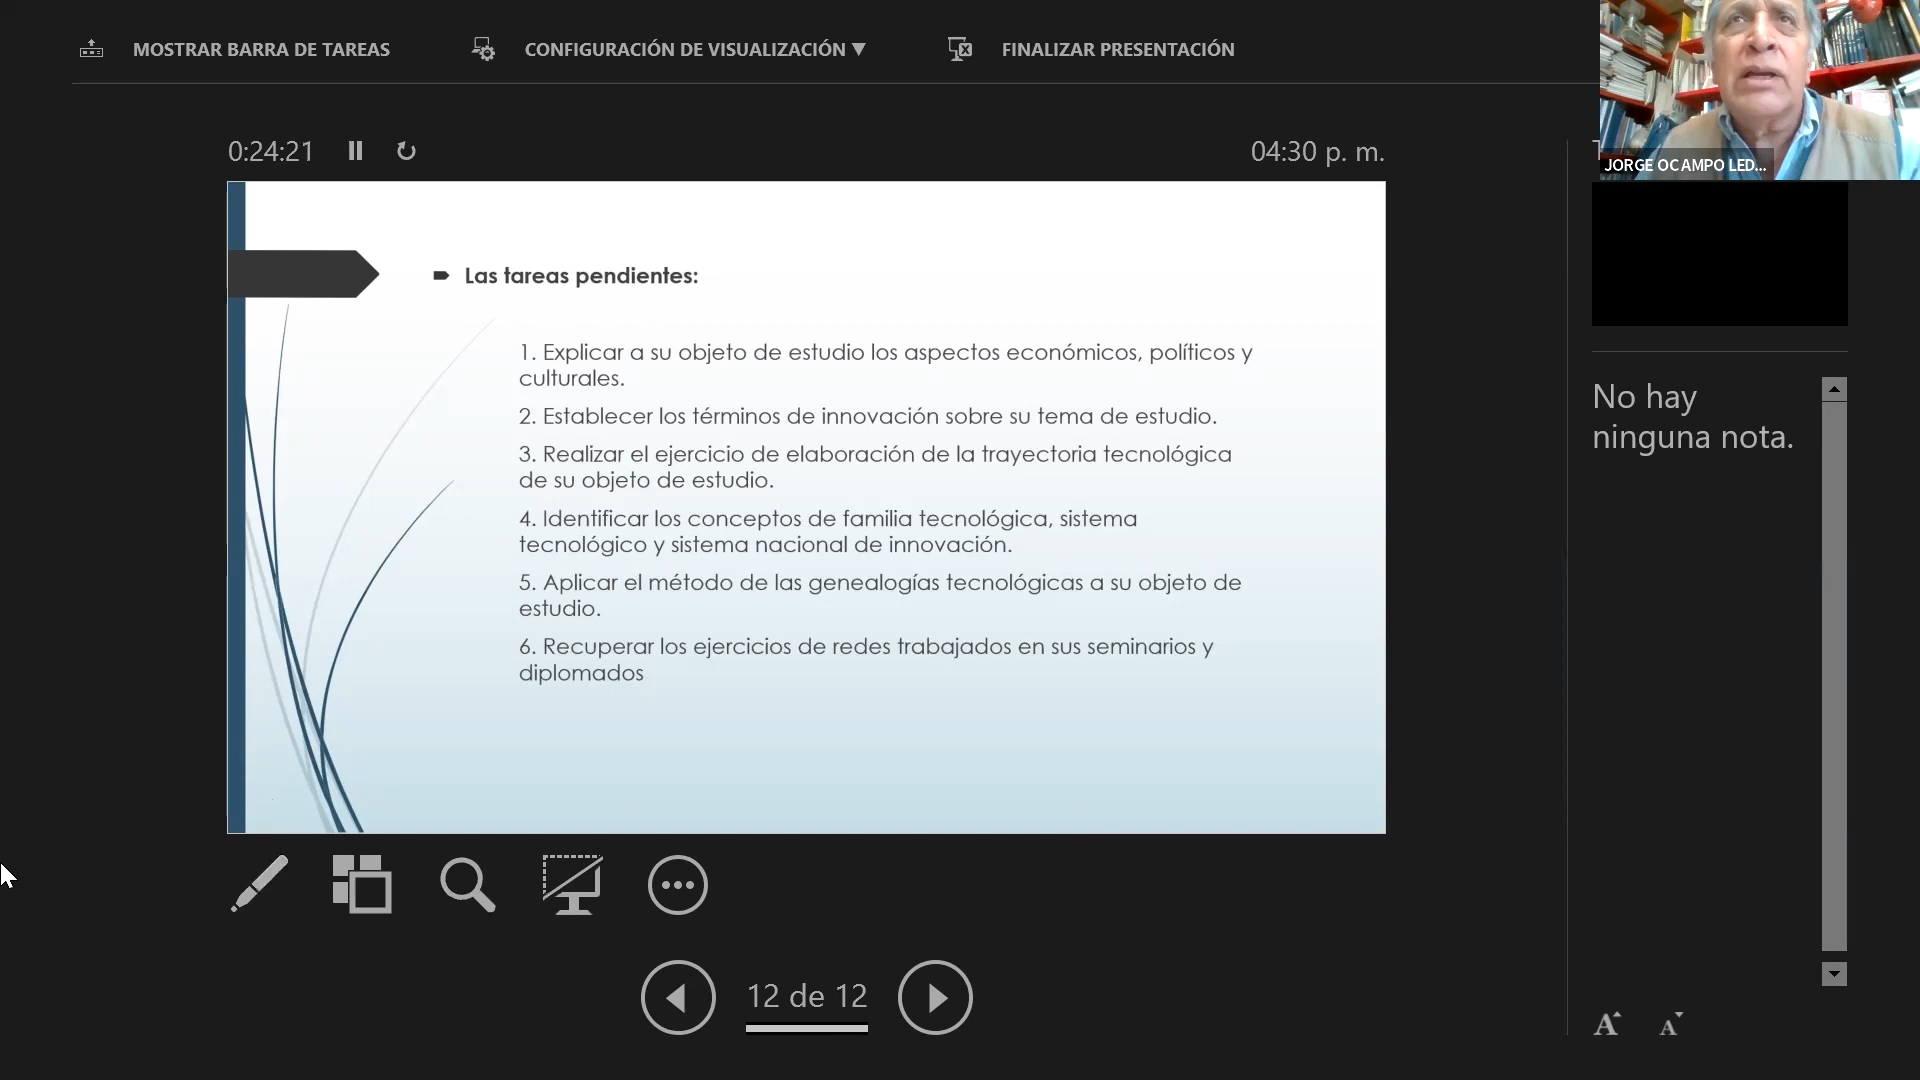 MOSTRAR BARRA DE TAREAS
CONFIGURACIÓN DE VISUALIZACIÓN ▼
FINALIZAR PRESENTACIÓN
JORGE OCAMPO LED...
0:24:21
04:30 p. m.
Las tareas pendientes:
1. Explicar a su objeto de estudio los aspectos económicos, políticos y
culturales.
2. Establecer los términos de innovación sobre su tema de estudio.
3. Realizar el ejercicio de elaboración de la trayectoria tecnológica
de su objeto de estudio.
4. Identificar los conceptos de familia tecnológica, sistema
tecnológico y sistema nacional de innovación.
5. Aplicar el método de las genealogías tecnológicas a su objeto de
estudio.
6. Recuperar los ejercicios de redes trabajados en sus seminarios y
diplomados
No hay
ninguna nota.
12 de 12
A A